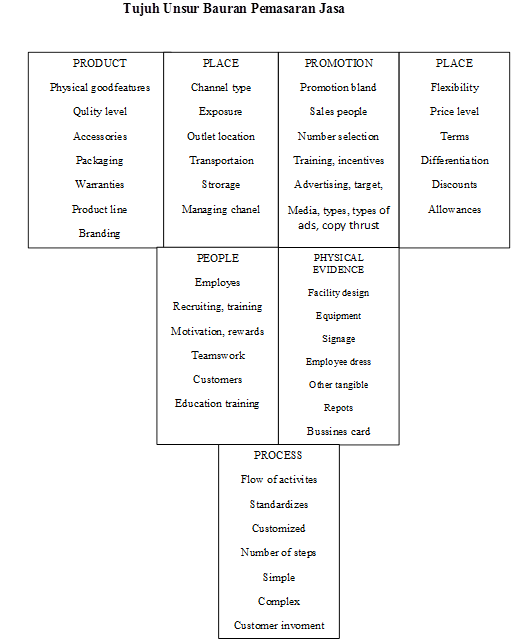 Tujuh Unsur Bauran Pemasaran Jasa
PRODUCT
Physical goodfeatures
Qulity level
Accessories
Packaging
Warranties
Product line
Branding
PLACE
Channel type
Exposure
Outlet location
Transportaion
Strorage
Managing chanel
PROMOTION
Promotion bland
Sales people
Number selection
Training, incentives
Advertising, target,
Media, types, types of
ads, copy thrust
PLACE
Flexibility
Price level
Terms
Differentiation
Discounts
Allowances
PEOPLE
Employes
Recruiting, training
Motivation, rewards
Teamswork
Customers
Education training
PHYSICAL
EVIDENCE
Facility design
Equipment
Signage
Employee dress
Other tangible
Repots
Bussines card
PROCESS
Flow of activites
Standardizes
Customized
Number of steps
Simple
Complex
Customer invoment